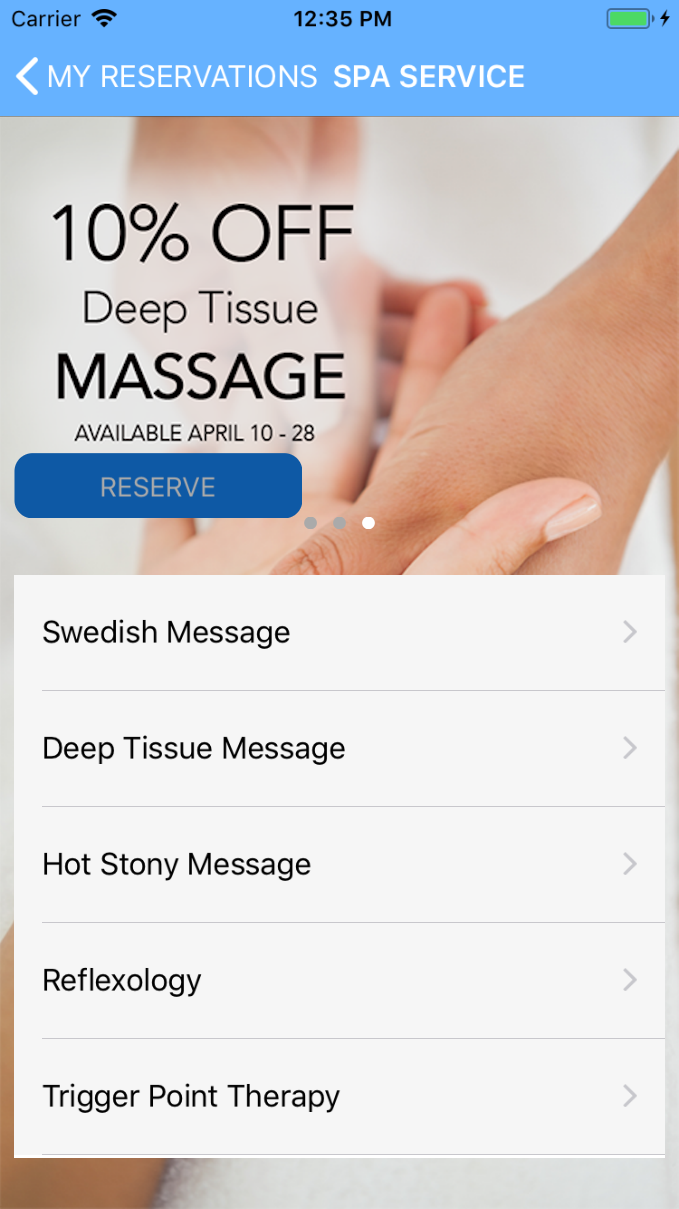 Carrier 12:35 PM
MY RESERVATIONS SPA SERVICE
10% OFF
Deep Tissue
MASSAGE
AVAILABLE APRIL 10 - 28
RESERVE
Swedish Message
Deep Tissue Message
Hot Stony Message
Reflexology
Trigger Point Therapy